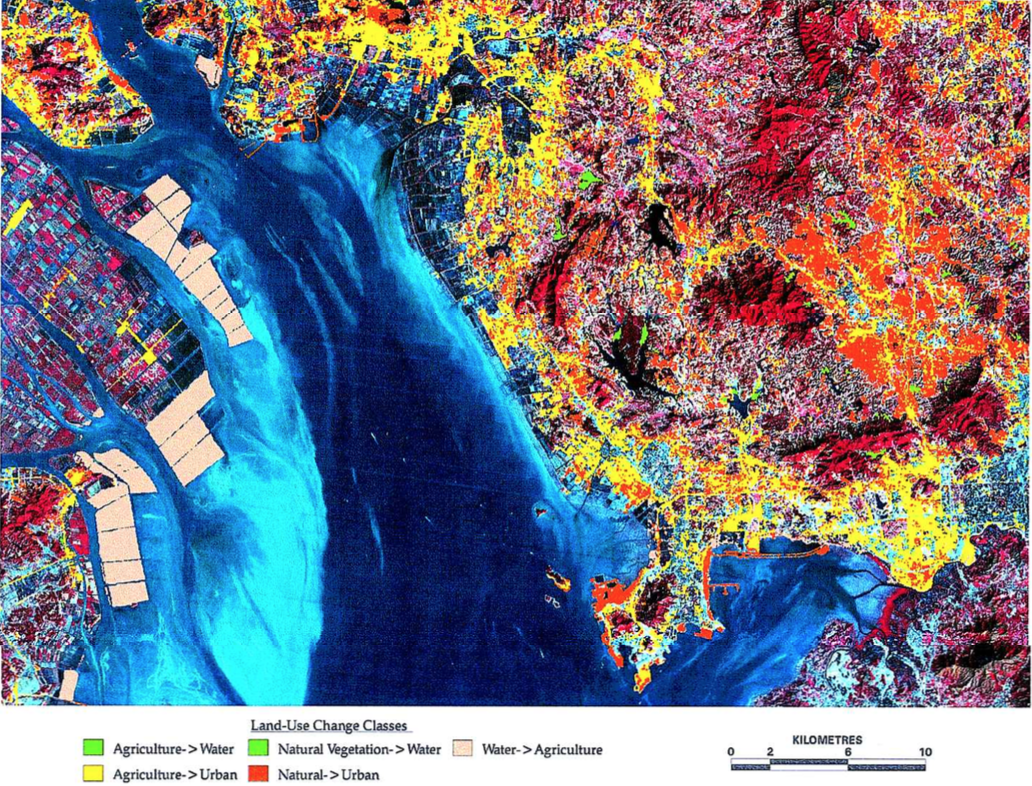 Land-Use Change Classes
Agriculture->Water Natural Vegetation->Water Water->Agriculture
Agriculture->Urban Natural->Urban
KILOMETRES
0 2 6 10